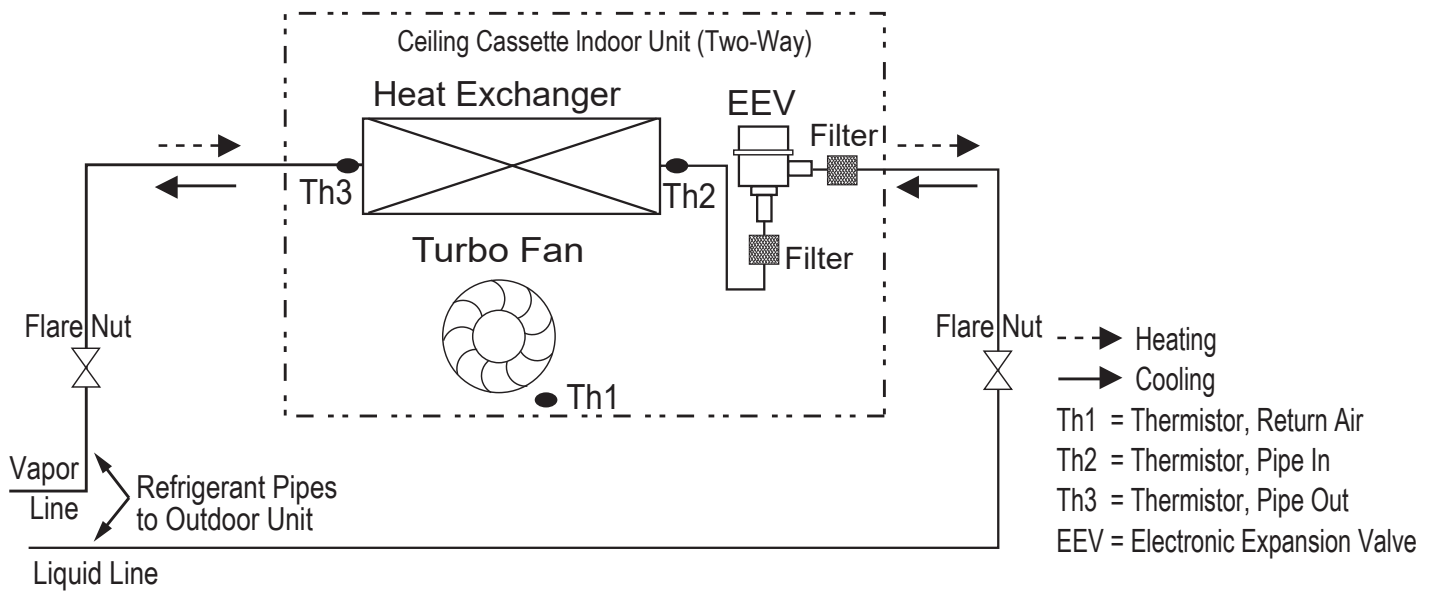 Ceiling Cassette Indoor Unit (Two-Way)
Heat Exchanger
EEV
Filter
Th3
Th2
Filter
Turbo Fan
Th1
Flare Nut
Flare Nut
Heating
Cooling
Th1 = Thermistor, Return Air
Th2 = Thermistor, Pipe In
Th3 = Thermistor, Pipe Out
EEV = Electronic Expansion Valve
Vapor
Line
Refrigerant Pipes
to Outdoor Unit
Liquid Line